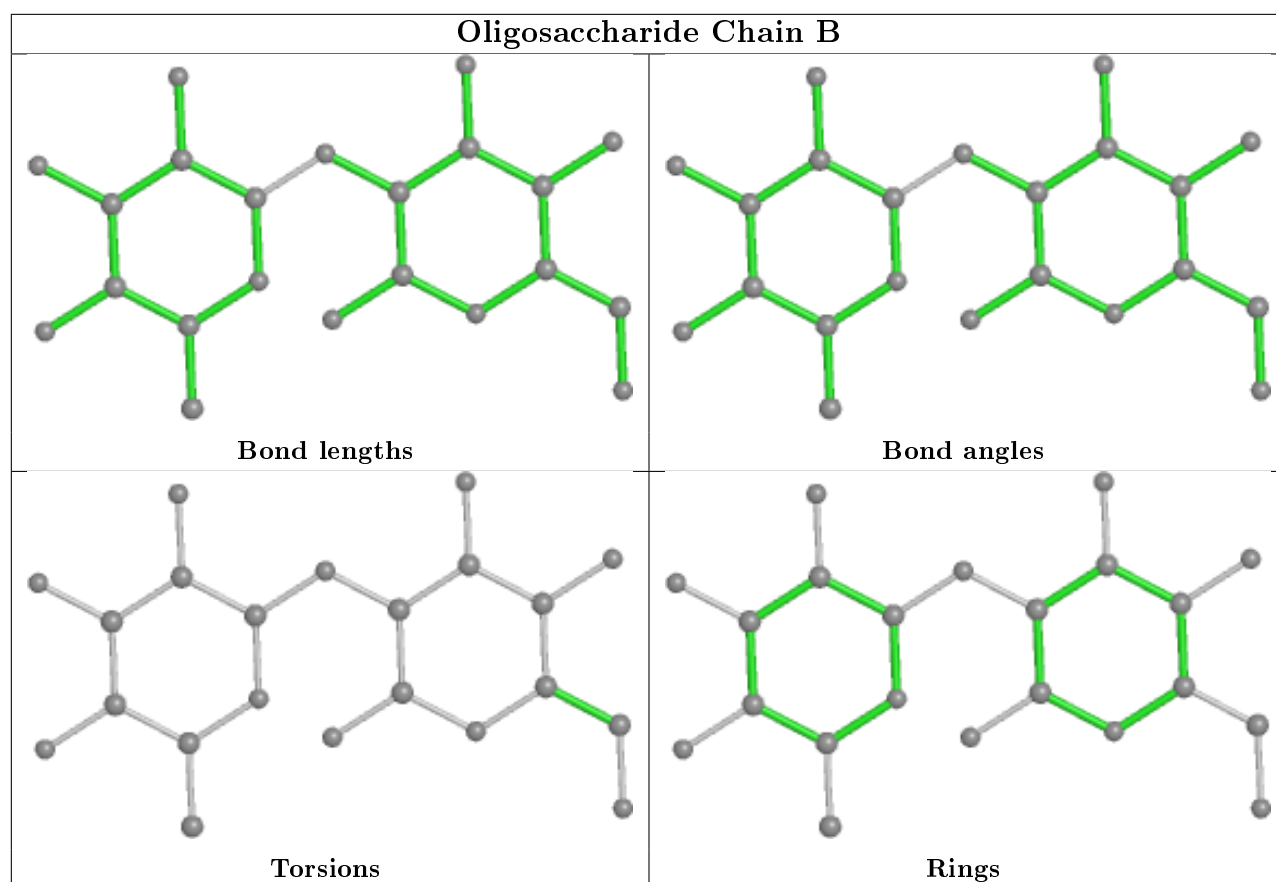 Oligosaccharide Chain B
Bond lengths
Bond angles
Torsions
Rings